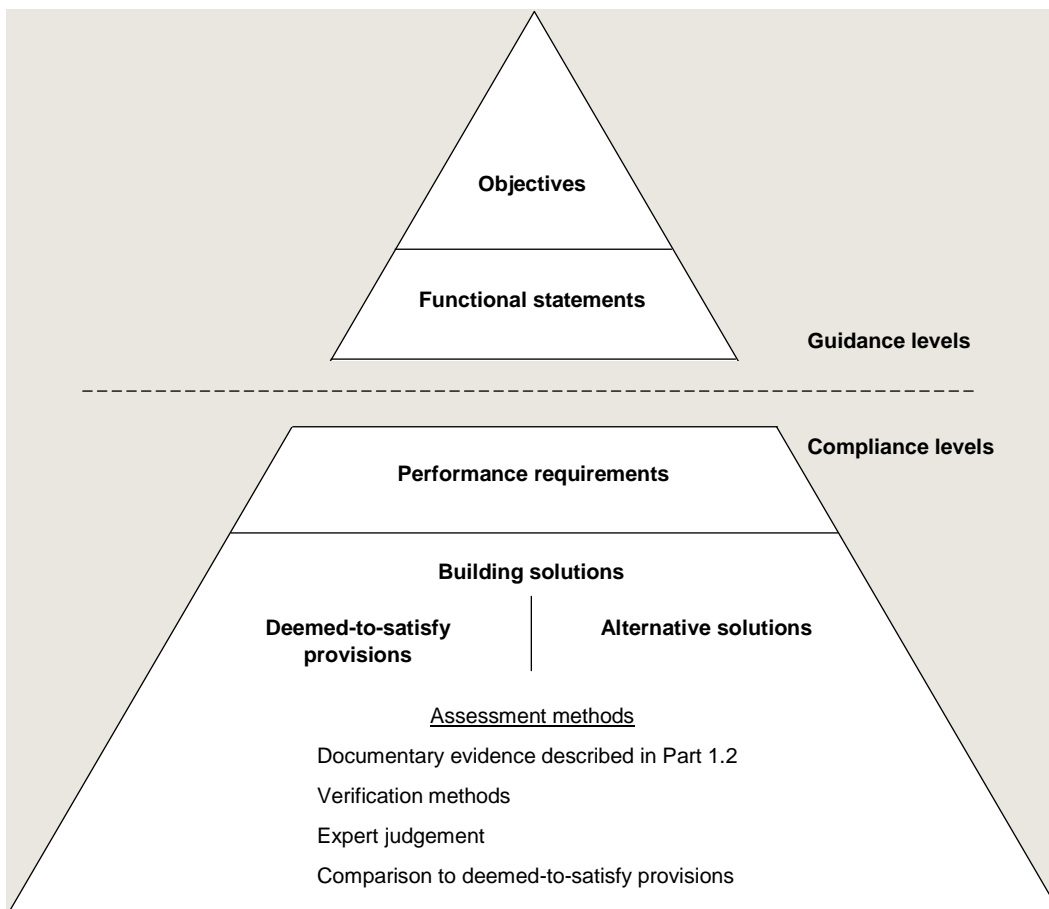 Objectives
Functional statements
Guidance levels
Compliance levels
Performance requirements
Building solutions
Deemed-to-satisfy
provisions
Alternative solutions
Assessment methods
Documentary evidence described in Part 1.2
Verification methods
Expert judgement
Comparison to deemed-to-satisfy provisions